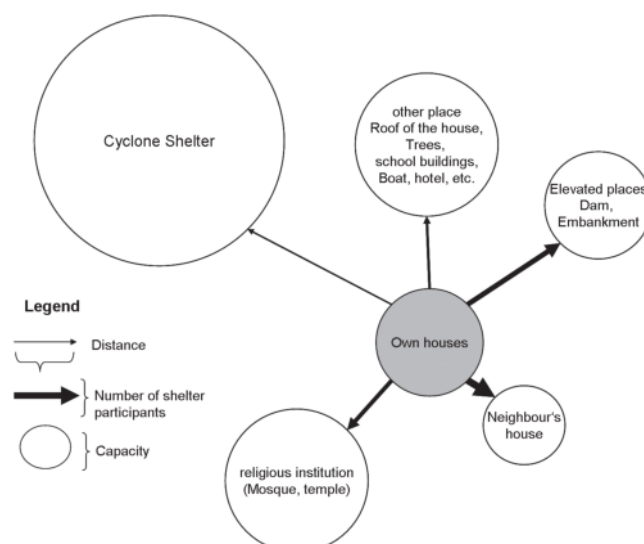 Cyclone Shelter
other place
Roof of the house,
Trees,
school buildings,
Boat, hotel, etc.
Elevated places
Dam,
Embankment
Own houses
Neighbour's
house
religious institution
(Mosque, temple)
Legend
Distance
Number of shelter
participants
Capacity